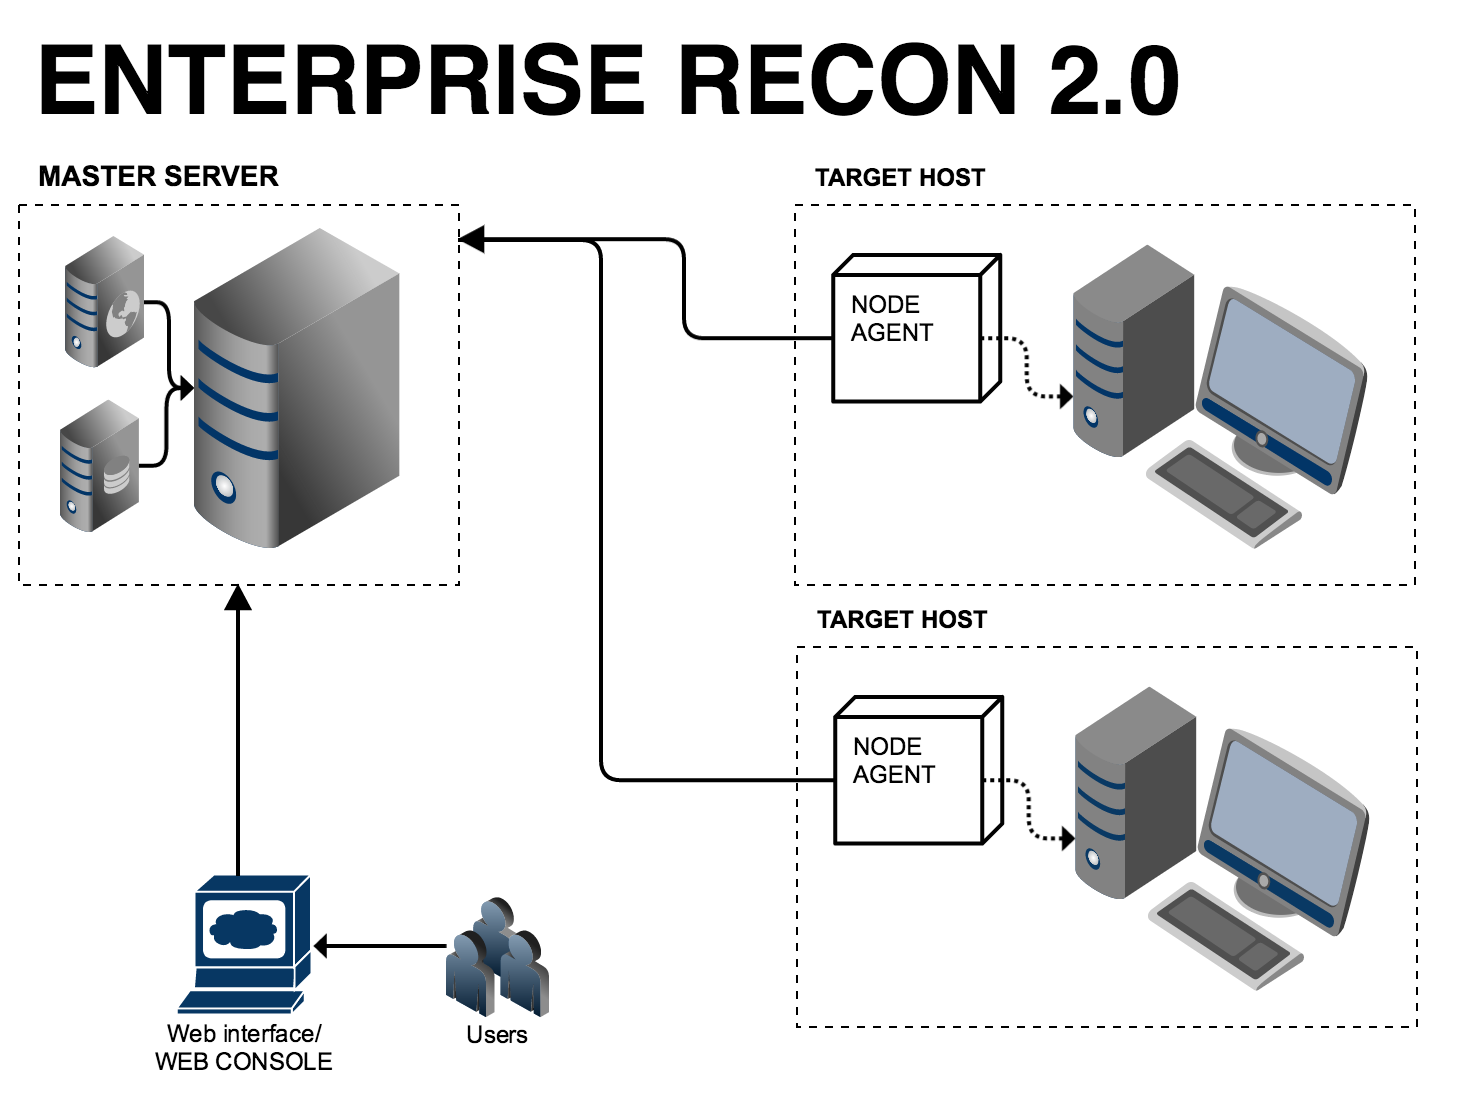 ENTERPRISE RECON 2.0
MASTER SERVER
TARGET HOST
NODE
AGENT
TARGET HOST
NODE
AGENT
Web interface/
WEB CONSOLE
Users